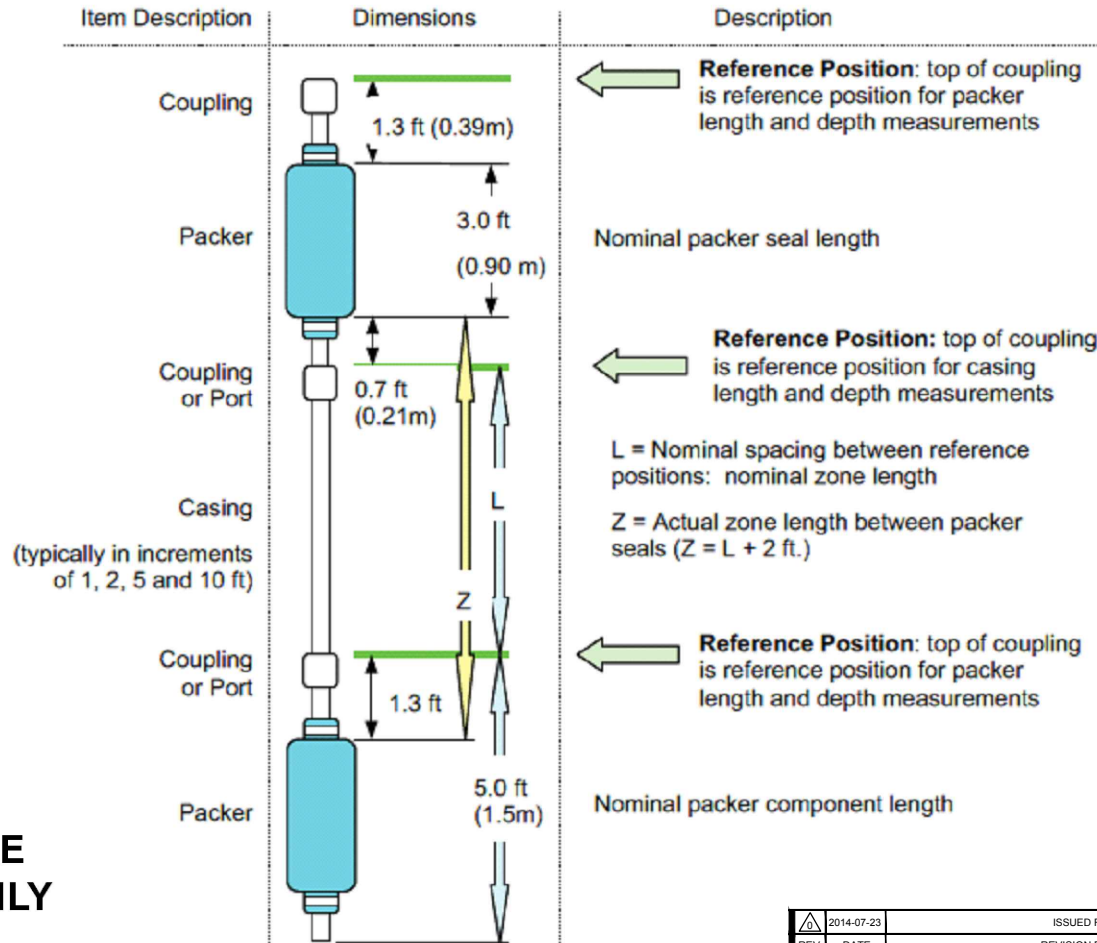 Item Description
Dimensions
Description
Coupling
1.3 ft (0.39m)
Reference Position: top of coupling
is reference position for packer
length and depth measurements
Packer
3.0 ft
(0.90 m)
Nominal packer seal length
Coupling
or Port
0.7 ft
(0.21m)
Reference Position: top of coupling
is reference position for casing
length and depth measurements
L = Nominal spacing between reference
positions: nominal zone length
Casing
(typically in increments
of 1, 2, 5 and 10 ft)
L
Z = Actual zone length between packer
seals (Z = L + 2 ft.)
Z
Coupling
or Port
1.3 ft
Reference Position: top of coupling
is reference position for packer
length and depth measurements
Packer
5.0 ft
(1.5m)
Nominal packer component length
0
2014-07-23
ISSUED